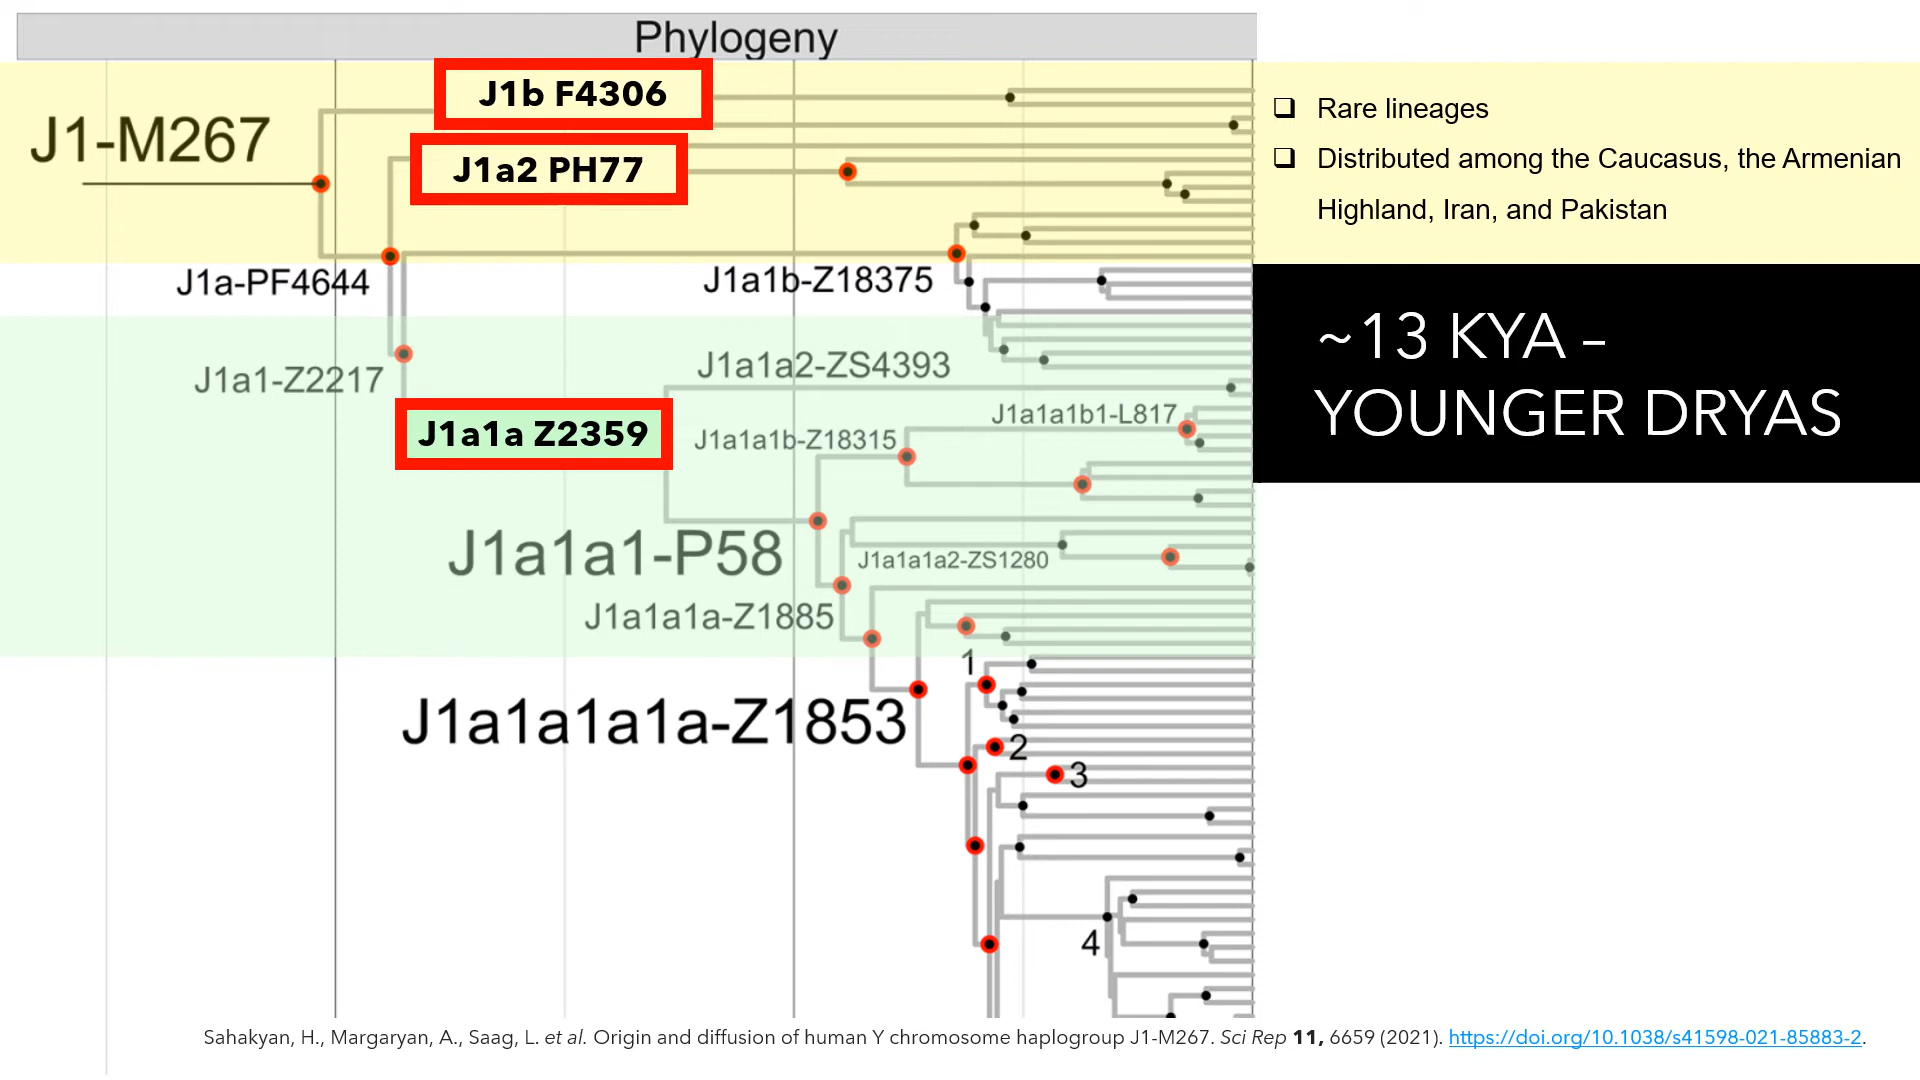 Phylogeny
J1b F4306
J1-M267
J1a2 PH77
Rare lineages
Distributed among the Caucasus, the Armenian
Highland, Iran, and Pakistan
J1a-PF4644
J1a1b-Z18375
~13 KYA –
YOUNGER DRYAS
J1a1-Z2217
J1a1a2-ZS4393
J1a1a Z2359
J1a1a1b-Z18315
J1a1a1b1-L817
J1a1a1-P58
J1a1a1a2-ZS1280
J1a1a1a-Z1885
1
J1a1a1a1a-Z1853
2
3
4
Sahakyan, H., Margaryan, A., Saag, L. et al. Origin and diffusion of human Y chromosome haplogroup J1-M267. Sci Rep 11, 6659 (2021). https://doi.org/10.1038/s41598-021-85883-2.